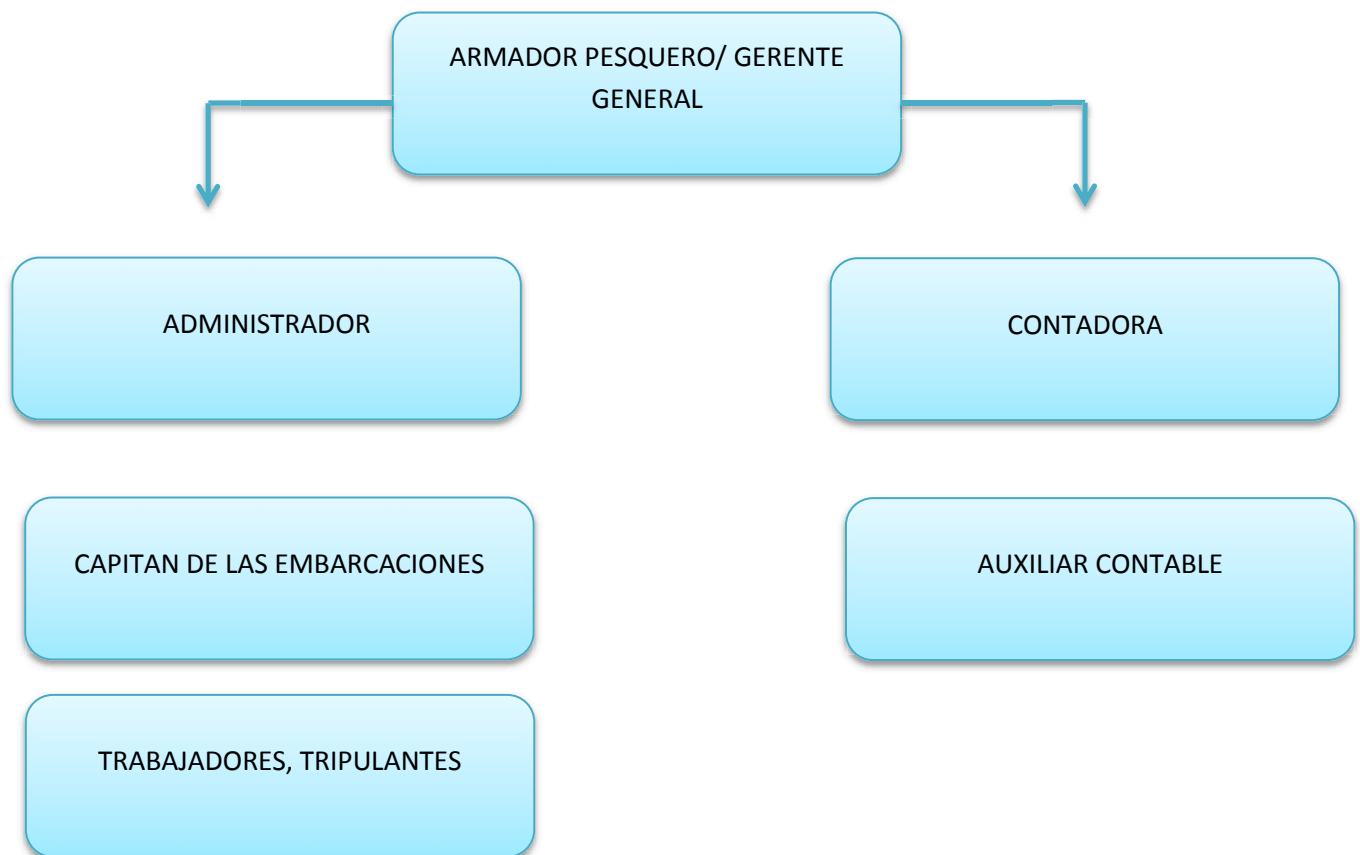 ARMADOR PESQUERO/ GERENTE
GENERAL
ADMINISTRADOR
CONTADORA
CAPITAN DE LAS EMBARCACIONES
AUXILIAR CONTABLE
TRABAJADORES, TRIPULANTES